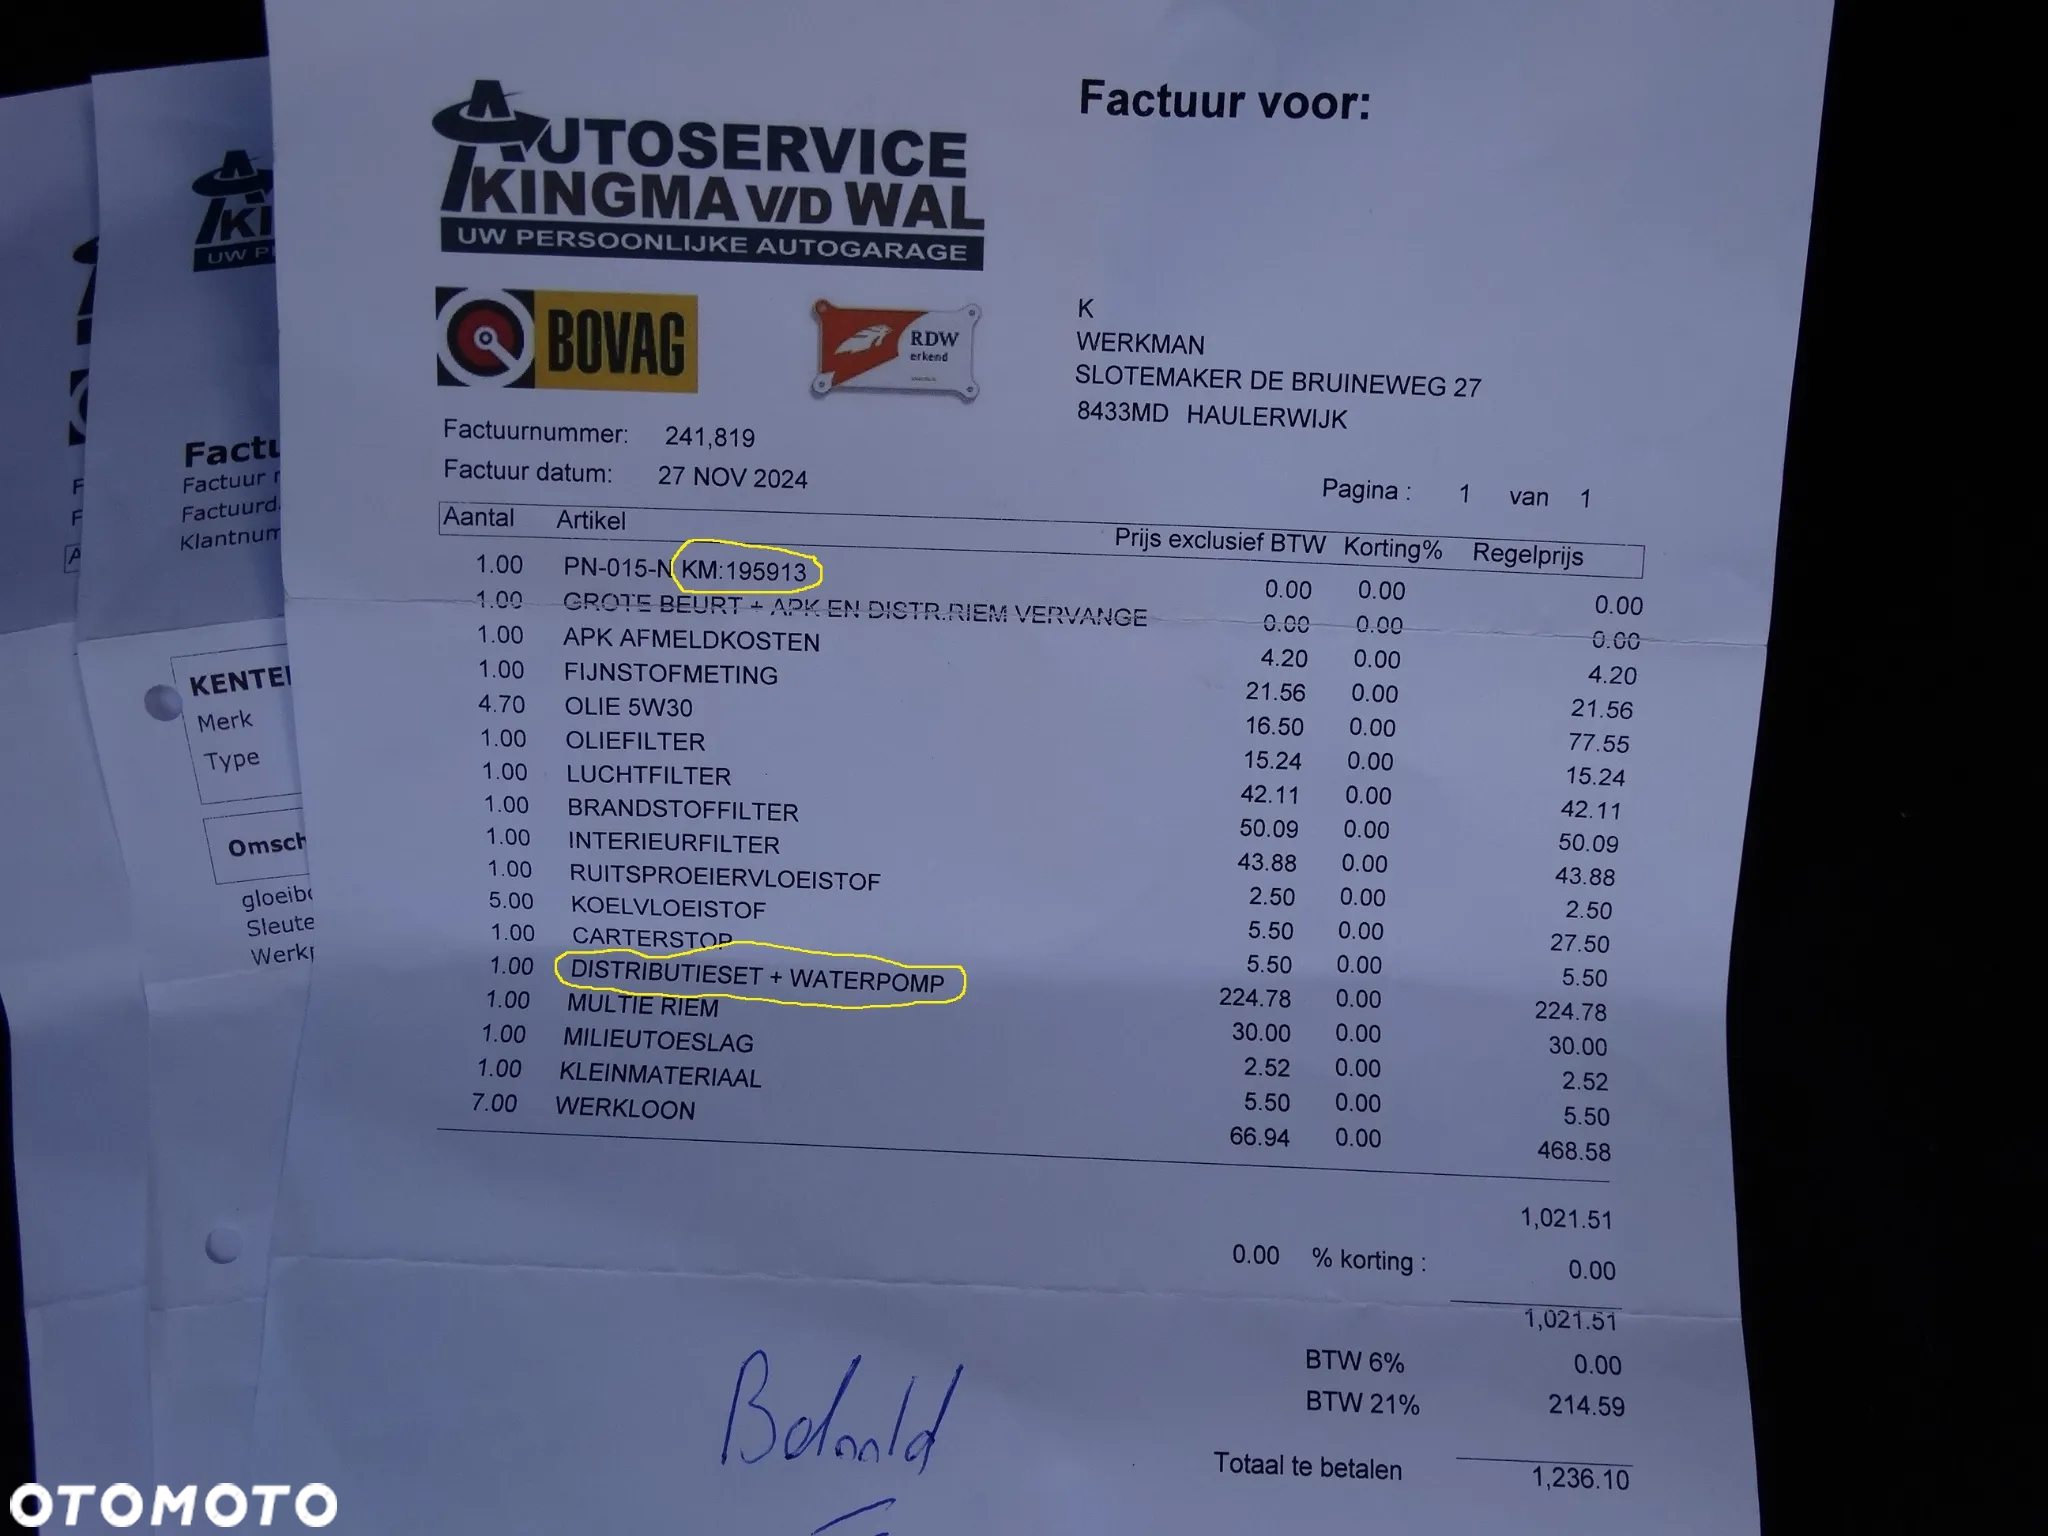 AUTOSERVICE
KINGMA V/D WAL
UW PERSOONLIJKE AUTOGARAGE
BOVAG
RDW
erkend
Factuur voor:
K
WERKMAN
SLOTEMAKER DE BRUINEWEG 27
8433MD HAULERWIJK
Factuurnummer: 241,819
Factuur datum: 27 NOV 2024
Pagina : 1 van 1
Aantal Artikel Prijs exclusief BTW Korting% Regelprijs
1.00 PN-015-N KM:195913 0.00 0.00 0.00
1.00 GROTE BEURT + APK EN DISTR.RIEM VERVANGE 0.00 0.00 0.00
1.00 APK AFMELDKOSTEN 4.20 0.00 4.20
1.00 FIJNSTOFMETING 21.56 0.00 21.56
4.70 OLIE 5W30 16.50 0.00 77.55
1.00 OLIEFILTER 15.24 0.00 15.24
1.00 LUCHTFILTER 42.11 0.00 42.11
1.00 BRANDSTOFFILTER 50.09 0.00 50.09
1.00 INTERIEURFILTER 43.88 0.00 43.88
1.00 RUITSPROEIERVLOEISTOF 2.50 0.00 2.50
5.00 KOELVLOEISTOF 5.50 0.00 27.50
1.00 CARTERSTOP 5.50 0.00 5.50
1.00 DISTRIBUTIESET + WATERPOMP 224.78 0.00 224.78
1.00 MULTIE RIEM 30.00 0.00 30.00
1.00 MILIEUTOESLAG 2.52 0.00 2.52
1.00 KLEINMATERIAAL 5.50 0.00 5.50
7.00 WERKLOON 66.94 0.00 468.58
1,021.51
0.00 % korting : 0.00
1,021.51
BTW 6% 0.00
BTW 21% 214.59
Totaal te betalen 1,236.10
Betaald
KI
UW P
Factu
Factuur
Factuurd.
Klantnum
KENTE
Merk
Type
Omsch
gloeib
Sleute
Werkp
OTOMOTO